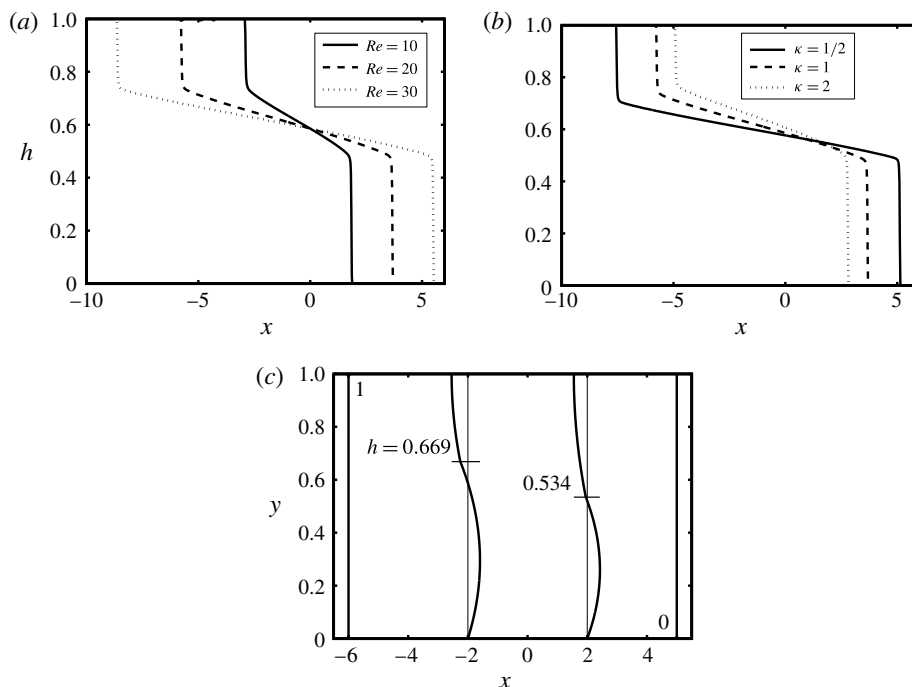 (a)
1.0
0.8
0.6
0.4
0.2
0
h
−10
−5
0
5
x
Re = 10
Re = 20
Re = 30
(b)
1.0
0.8
0.6
0.4
0.2
0
−10
−5
0
5
x
κ = 1/2
κ = 1
κ = 2
(c)
1.0
0.8
0.6
0.4
0.2
0
y
1
h = 0.669
0.534
0
−6
−4
−2
0
2
4
x